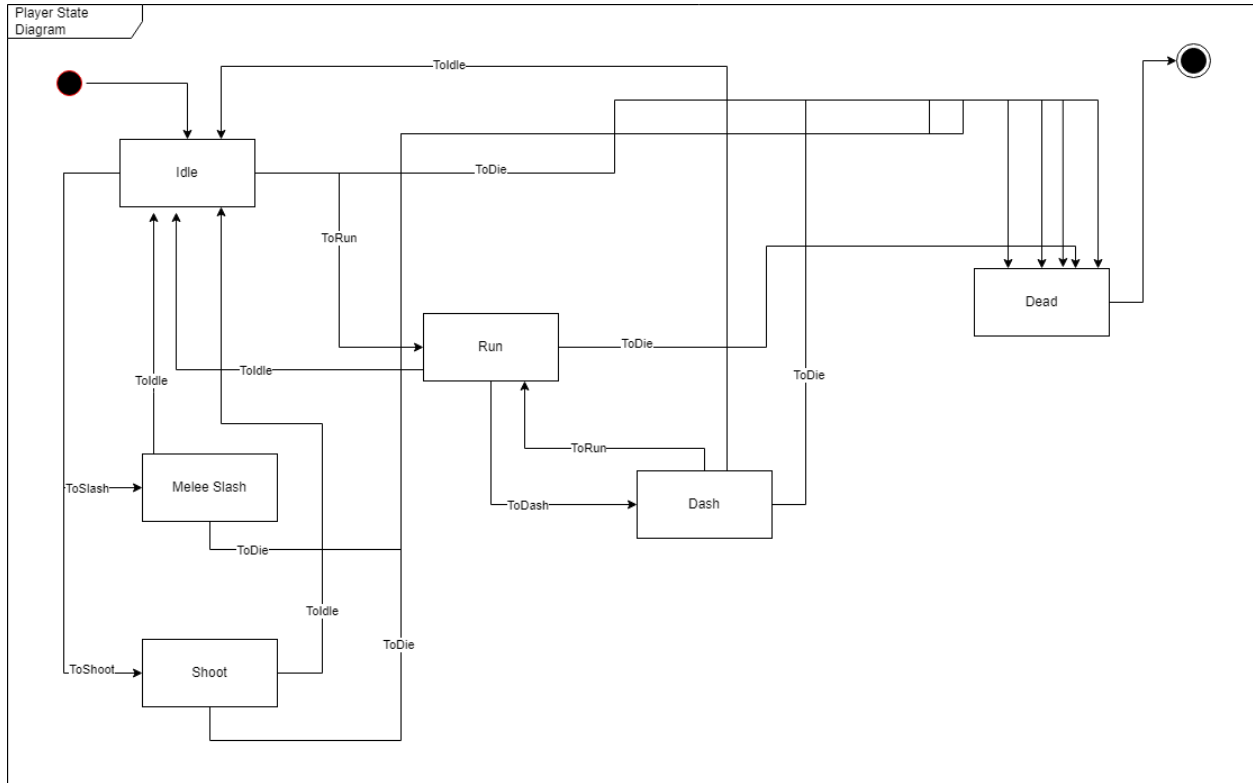 Player State
Diagram
ToIdle
Idle
ToDie
ToRun
Dead
Run
ToDie
ToIdle
ToDie
ToIdle
ToRun
Melee Slash
ToSlash
ToDash
Dash
ToDie
ToIdle
ToDie
ToShoot
Shoot